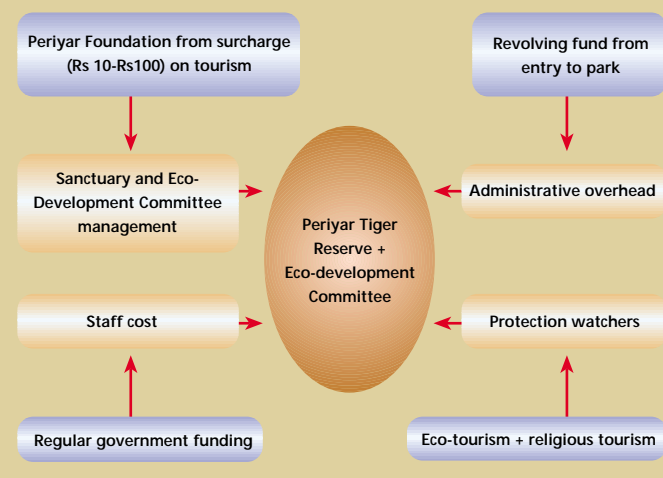 Periyar Foundation from surcharge
(Rs 10-Rs100) on tourism
Revolving fund from
entry to park
Sanctuary and Eco-
Development Committee
management
Administrative overhead
Periyar Tiger
Reserve +
Eco-development
Committee
Staff cost
Protection watchers
Regular government funding
Eco-tourism + religious tourism